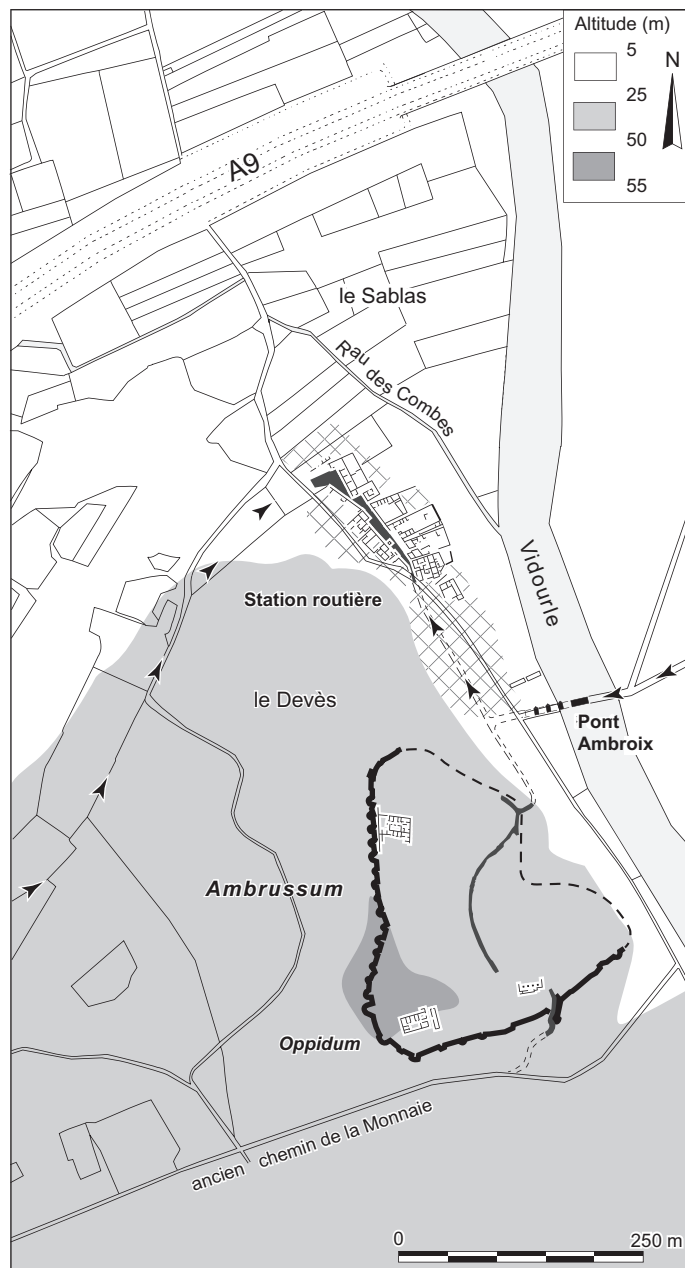 Altitude (m)
5
25
50
55
N
A9
le Sablas
Rau des Combes
Vidourle
Station routière
le Devès
Pont
Ambroix
Ambrussum
Oppidum
ancien chemin de la Monnaie
0
250 m